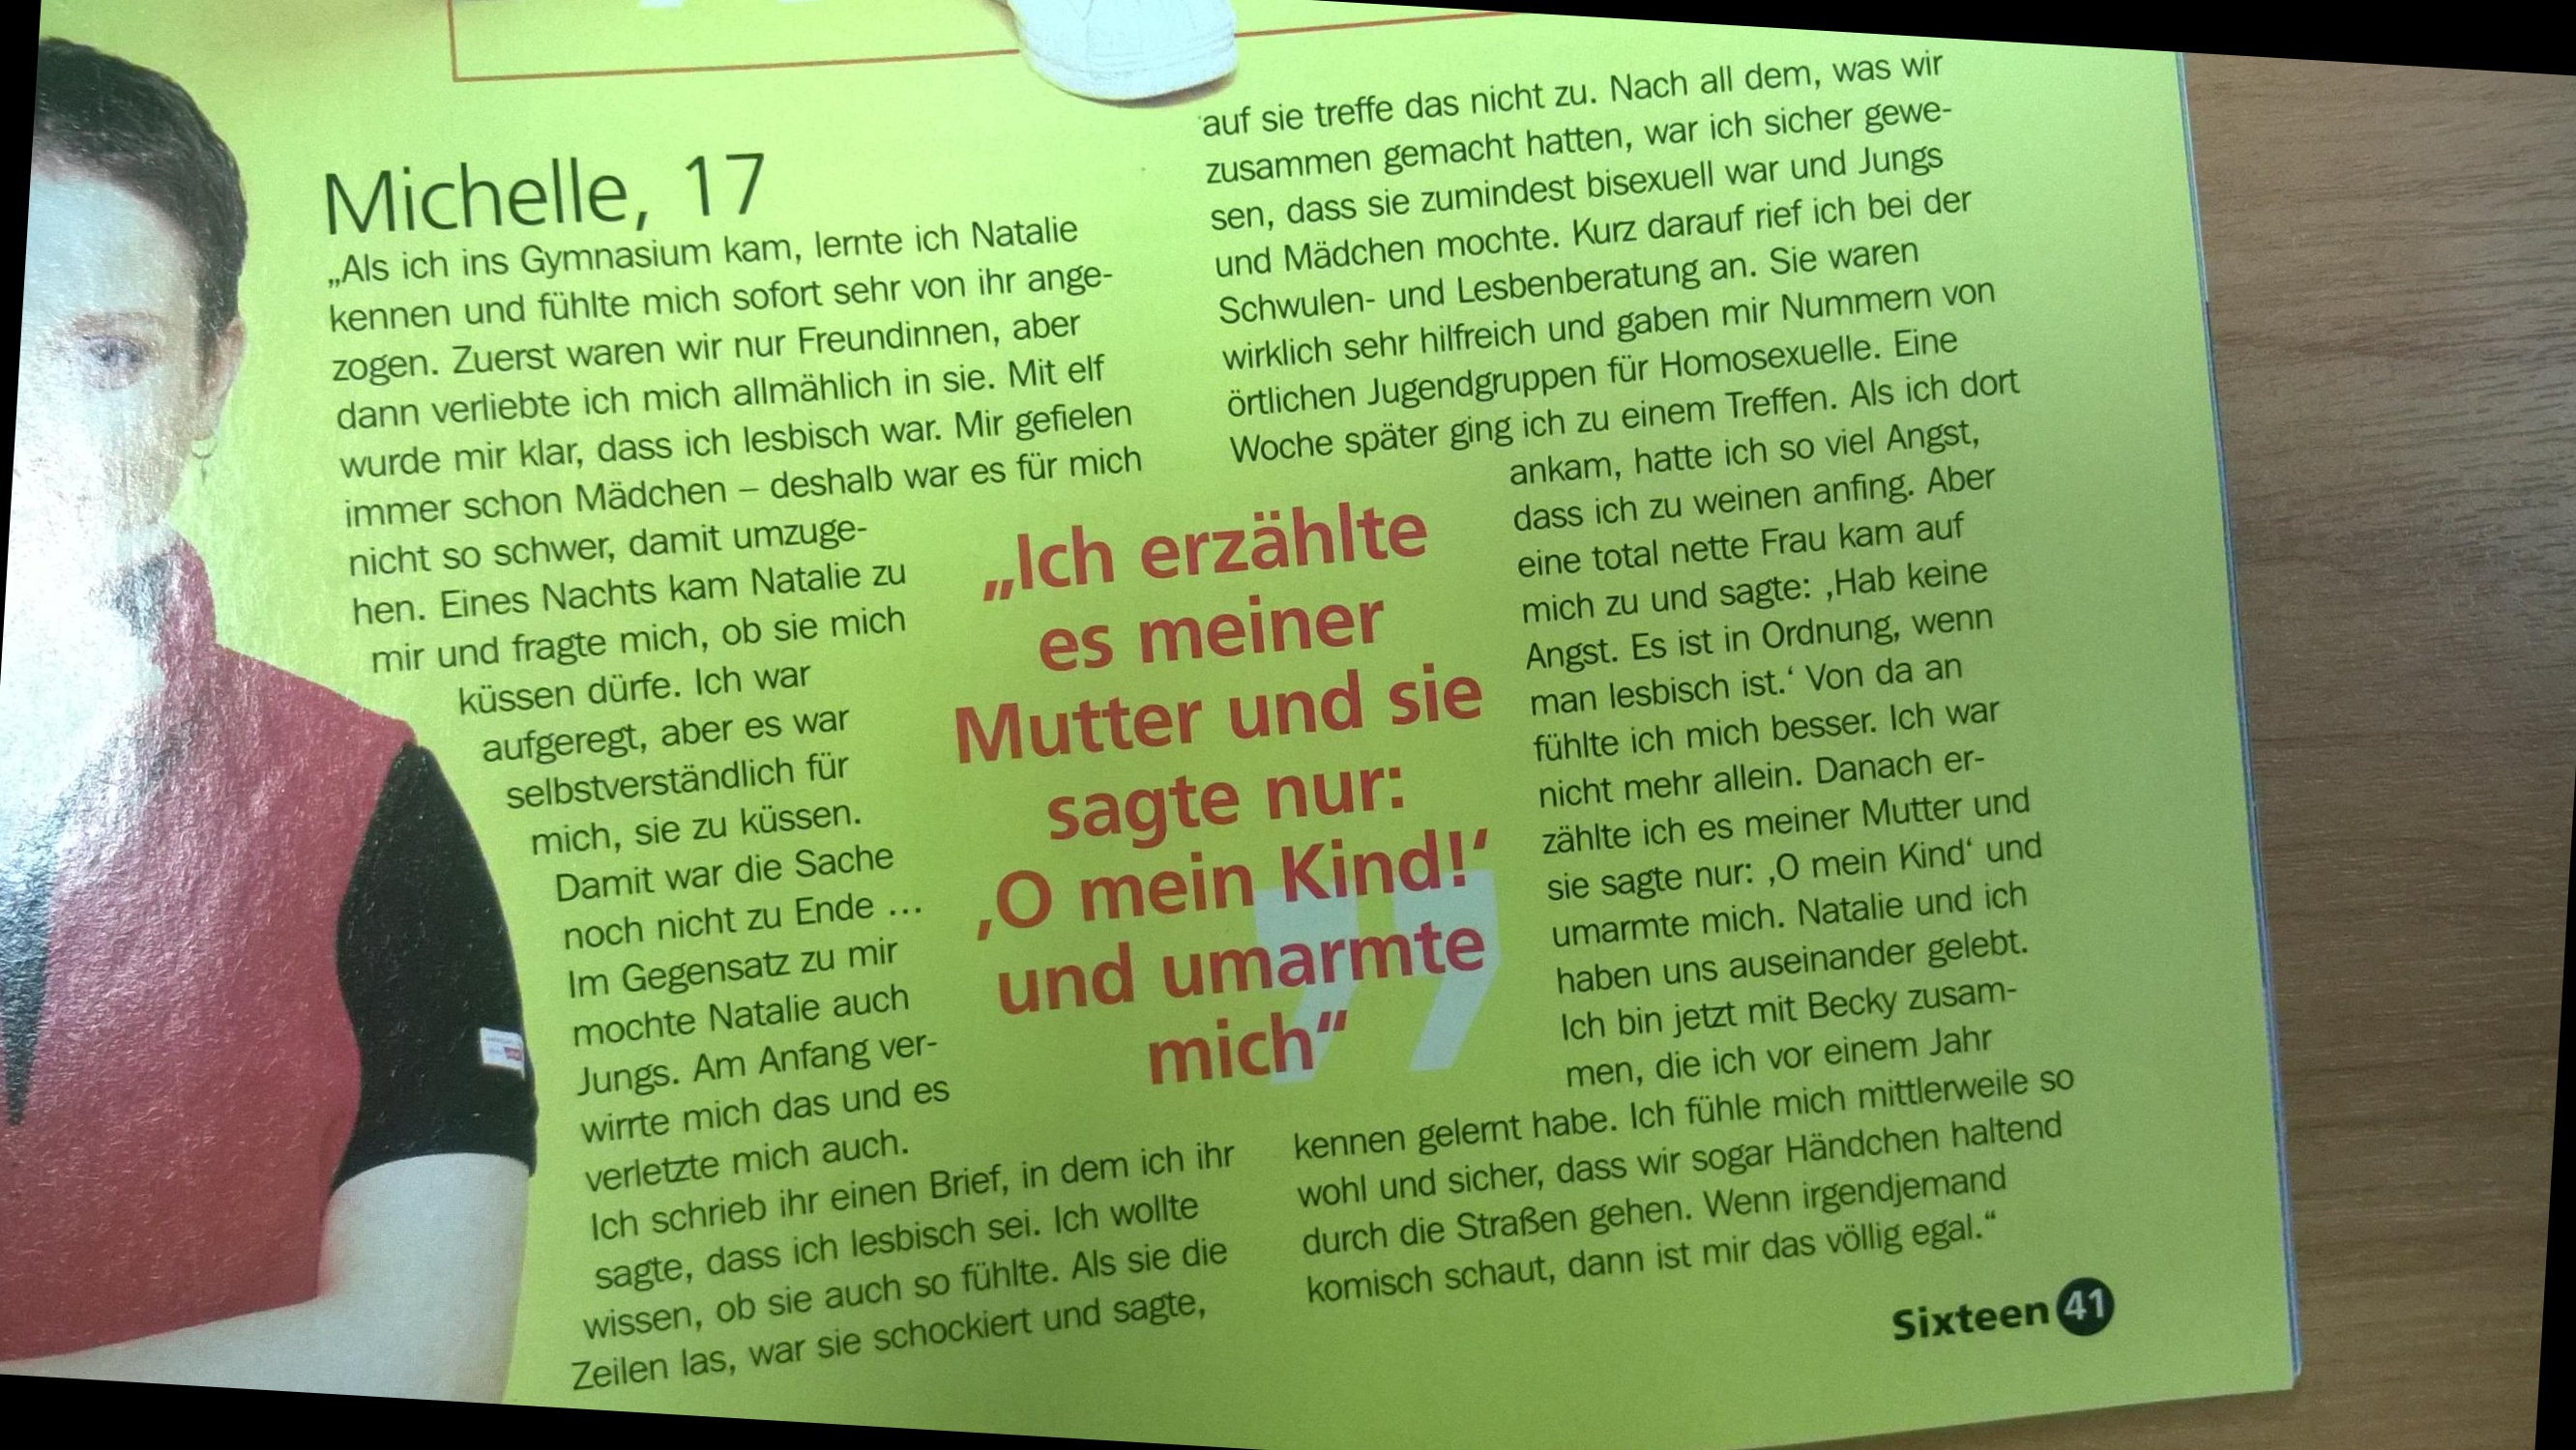 Michelle, 17
„Als ich ins Gymnasium kam, lernte ich Natalie
kennen und fühlte mich sofort sehr von ihr ange-
zogen. Zuerst waren wir nur Freundinnen, aber
dann verliebte ich mich allmählich in sie. Mit elf
wurde mir klar, dass ich lesbisch war. Mir gefielen
immer schon Mädchen – deshalb war es für mich
nicht so schwer, damit umzuge-
hen. Eines Nachts kam Natalie zu
mir und fragte mich, ob sie mich
küssen dürfe. Ich war
aufgeregt, aber es war
selbstverständlich für
mich, sie zu küssen.
Damit war die Sache
noch nicht zu Ende ...
Im Gegensatz zu mir
mochte Natalie auch
Jungs. Am Anfang ver-
wirrte mich das und es
verletzte mich auch.
Ich schrieb ihr einen Brief, in dem ich ihr
sagte, dass ich lesbisch sei. Ich wollte
wissen, ob sie auch so fühlte. Als sie die
Zeilen las, war sie schockiert und sagte,
„Ich erzählte
es meiner
Mutter und sie
sagte nur:
‚O mein Kind!‘
und umarmte
mich“
auf sie treffe das nicht zu. Nach all dem, was wir
zusammen gemacht hatten, war ich sicher gewe-
sen, dass sie zumindest bisexuell war und Jungs
und Mädchen mochte. Kurz darauf rief ich bei der
Schwulen- und Lesbenberatung an. Sie waren
wirklich sehr hilfreich und gaben mir Nummern von
örtlichen Jugendgruppen für Homosexuelle. Eine
Woche später ging ich zu einem Treffen. Als ich dort
ankam, hatte ich so viel Angst,
dass ich zu weinen anfing. Aber
eine total nette Frau kam auf
mich zu und sagte: ‚Hab keine
Angst. Es ist in Ordnung, wenn
man lesbisch ist.‘ Von da an
fühlte ich mich besser. Ich war
nicht mehr allein. Danach er-
zählte ich es meiner Mutter und
sie sagte nur: ‚O mein Kind‘ und
umarmte mich. Natalie und ich
haben uns auseinander gelebt.
Ich bin jetzt mit Becky zusam-
men, die ich vor einem Jahr
kennen gelernt habe. Ich fühle mich mittlerweile so
wohl und sicher, dass wir sogar Händchen haltend
durch die Straßen gehen. Wenn irgendjemand
komisch schaut, dann ist mir das völlig egal.“
Sixteen 41